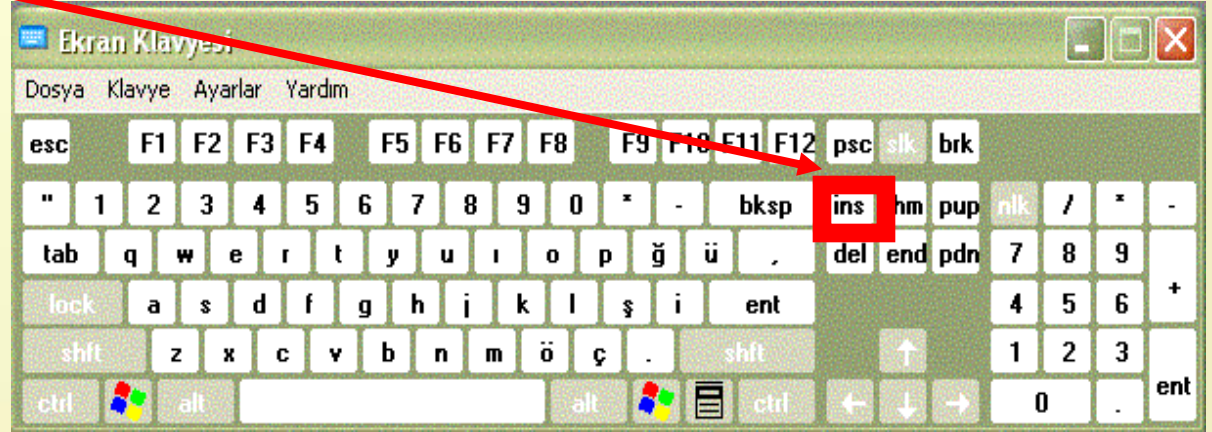 Ekran Klavyesi
Dosya Klavye Ayarlar Yardım
esc F1 F2 F3 F4 F5 F6 F7 F8 F9 F10 F11 F12 psc slk brk
" 1 2 3 4 5 6 7 8 9 0 * - bksp ins hm pup nlk / * -
tab q w e r t y u ı o p ğ ü , del end pdn 7 8 9 +
lock a s d f g h j k l ş i ent 4 5 6
shft z x c v b n m ö ç . shft ↑ 1 2 3 ent
ctrl alt alt ctrl ← ↓ → 0 .